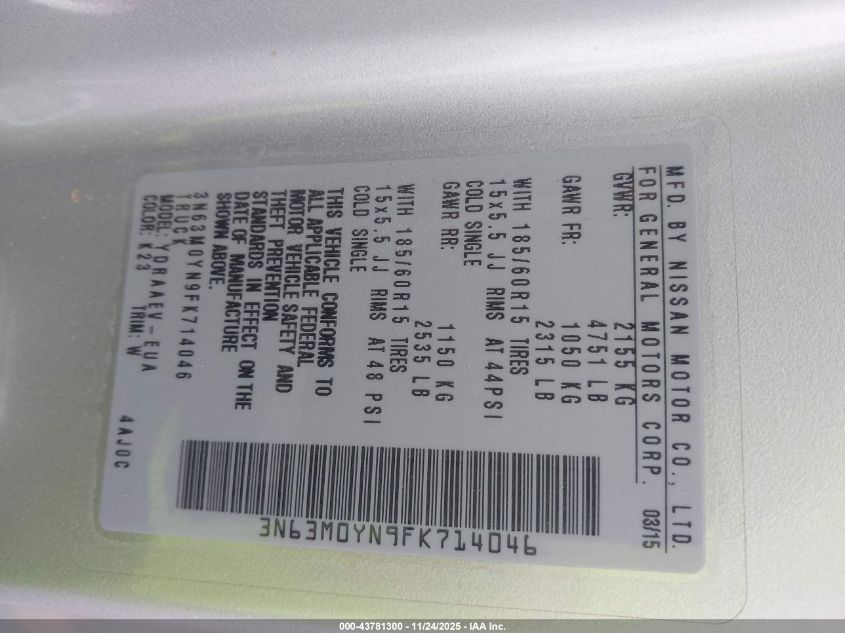 MFD. BY NISSAN MOTOR CO., LTD.
FOR GENERAL MOTORS CORP. 03/15
GVWR: 2155 KG
4751 LB
GAWR FR: 1050 KG
2315 LB
WITH 185/60R15 TIRES
15x5.5 JJ RIMS AT 44PSI
COLD SINGLE
GAWR RR: 1150 KG
2535 LB
WITH 185/60R15 TIRES
15x5.5 JJ RIMS AT 48 PSI
COLD SINGLE
THIS VEHICLE CONFORMS TO
ALL APPLICABLE FEDERAL
MOTOR VEHICLE SAFETY AND
THEFT PREVENTION
STANDARDS IN EFFECT ON THE
DATE OF MANUFACTURE
SHOWN ABOVE.
3N63M0YN9FK714046
TRUCK
MODEL: YDRAAEV-EUA
COLOR: K23 TRIM: W
4AJ0C
3N63M0YN9FK714046
000-43781300 - 11/24/2025 - IAA Inc.